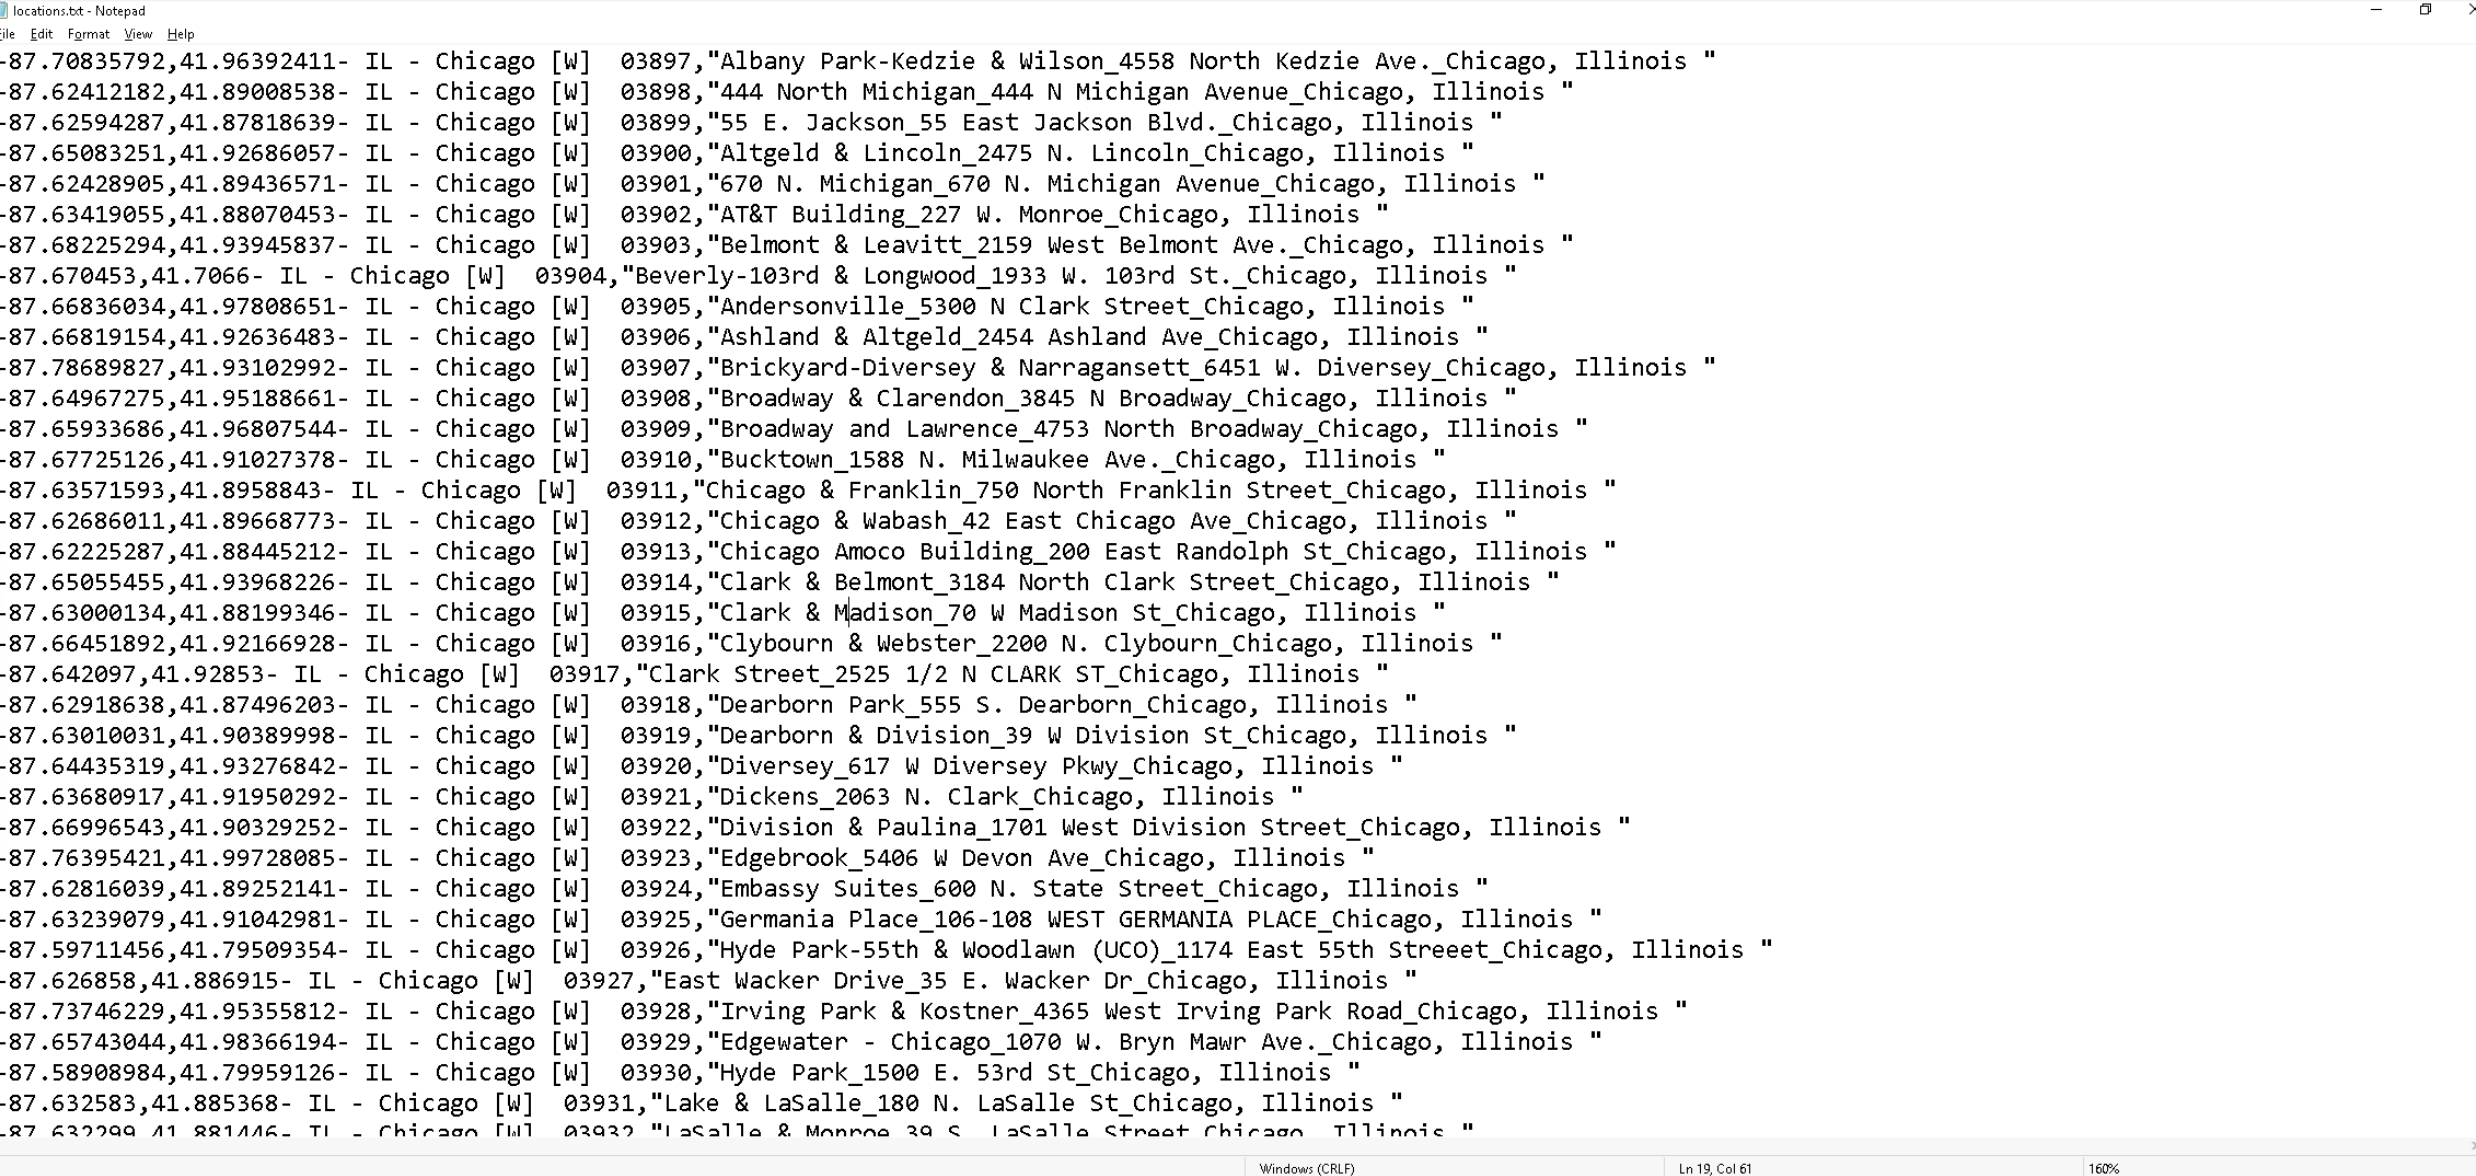 locations.txt - Notepad
File Edit Format View Help
-87.70835792,41.96392411- IL - Chicago [W]  03897,"Albany Park-Kedzie & Wilson_4558 North Kedzie Ave._Chicago, Illinois "
-87.62412182,41.89008538- IL - Chicago [W]  03898,"444 North Michigan_444 N Michigan Avenue_Chicago, Illinois "
-87.62594287,41.87818639- IL - Chicago [W]  03899,"55 E. Jackson_55 East Jackson Blvd._Chicago, Illinois "
-87.65083251,41.92686057- IL - Chicago [W]  03900,"Altgeld & Lincoln_2475 N. Lincoln_Chicago, Illinois "
-87.62428905,41.89436571- IL - Chicago [W]  03901,"670 N. Michigan_670 N. Michigan Avenue_Chicago, Illinois "
-87.63419055,41.88070453- IL - Chicago [W]  03902,"AT&T Building_227 W. Monroe_Chicago, Illinois "
-87.68225294,41.93945837- IL - Chicago [W]  03903,"Belmont & Leavitt_2159 West Belmont Ave._Chicago, Illinois "
-87.670453,41.7066- IL - Chicago [W]  03904,"Beverly-103rd & Longwood_1933 W. 103rd St._Chicago, Illinois "
-87.66836034,41.97808651- IL - Chicago [W]  03905,"Andersonville_5300 N Clark Street_Chicago, Illinois "
-87.66819154,41.92636483- IL - Chicago [W]  03906,"Ashland & Altgeld_2454 Ashland Ave_Chicago, Illinois "
-87.78689827,41.93102992- IL - Chicago [W]  03907,"Brickyard-Diversey & Narragansett_6451 W. Diversey_Chicago, Illinois "
-87.64967275,41.95188661- IL - Chicago [W]  03908,"Broadway & Clarendon_3845 N Broadway_Chicago, Illinois "
-87.65933686,41.96807544- IL - Chicago [W]  03909,"Broadway and Lawrence_4753 North Broadway_Chicago, Illinois "
-87.67725126,41.91027378- IL - Chicago [W]  03910,"Bucktown_1588 N. Milwaukee Ave._Chicago, Illinois "
-87.63571593,41.8958843- IL - Chicago [W]  03911,"Chicago & Franklin_750 North Franklin Street_Chicago, Illinois "
-87.62686011,41.89668773- IL - Chicago [W]  03912,"Chicago & Wabash_42 East Chicago Ave_Chicago, Illinois "
-87.62225287,41.88445212- IL - Chicago [W]  03913,"Chicago Amoco Building_200 East Randolph St_Chicago, Illinois "
-87.65055455,41.93968226- IL - Chicago [W]  03914,"Clark & Belmont_3184 North Clark Street_Chicago, Illinois "
-87.63000134,41.88199346- IL - Chicago [W]  03915,"Clark & Madison_70 W Madison St_Chicago, Illinois "
-87.66451892,41.92166928- IL - Chicago [W]  03916,"Clybourn & Webster_2200 N. Clybourn_Chicago, Illinois "
-87.642097,41.92853- IL - Chicago [W]  03917,"Clark Street_2525 1/2 N CLARK ST_Chicago, Illinois "
-87.62918638,41.87496203- IL - Chicago [W]  03918,"Dearborn Park_555 S. Dearborn_Chicago, Illinois "
-87.63010031,41.90389998- IL - Chicago [W]  03919,"Dearborn & Division_39 W Division St_Chicago, Illinois "
-87.64435319,41.93276842- IL - Chicago [W]  03920,"Diversey_617 W Diversey Pkwy_Chicago, Illinois "
-87.63680917,41.91950292- IL - Chicago [W]  03921,"Dickens_2063 N. Clark_Chicago, Illinois "
-87.66996543,41.90329252- IL - Chicago [W]  03922,"Division & Paulina_1701 West Division Street_Chicago, Illinois "
-87.76395421,41.99728085- IL - Chicago [W]  03923,"Edgebrook_5406 W Devon Ave_Chicago, Illinois "
-87.62816039,41.89252141- IL - Chicago [W]  03924,"Embassy Suites_600 N. State Street_Chicago, Illinois "
-87.63239079,41.91042981- IL - Chicago [W]  03925,"Germania Place_106-108 WEST GERMANIA PLACE_Chicago, Illinois "
-87.59711456,41.79509354- IL - Chicago [W]  03926,"Hyde Park-55th & Woodlawn (UCO)_1174 East 55th Streeet_Chicago, Illinois "
-87.626858,41.886915- IL - Chicago [W]  03927,"East Wacker Drive_35 E. Wacker Dr_Chicago, Illinois "
-87.73746229,41.95355812- IL - Chicago [W]  03928,"Irving Park & Kostner_4365 West Irving Park Road_Chicago, Illinois "
-87.65743044,41.98366194- IL - Chicago [W]  03929,"Edgewater - Chicago_1070 W. Bryn Mawr Ave._Chicago, Illinois "
-87.58908984,41.79959126- IL - Chicago [W]  03930,"Hyde Park_1500 E. 53rd St_Chicago, Illinois "
-87.632583,41.885368- IL - Chicago [W]  03931,"Lake & LaSalle_180 N. LaSalle St_Chicago, Illinois "
-87.632299,41.881446- IL - Chicago [W]  03932,"LaSalle & Monroe_39 S. LaSalle Street_Chicago, Illinois "
Windows (CRLF) Ln 19, Col 61 160%